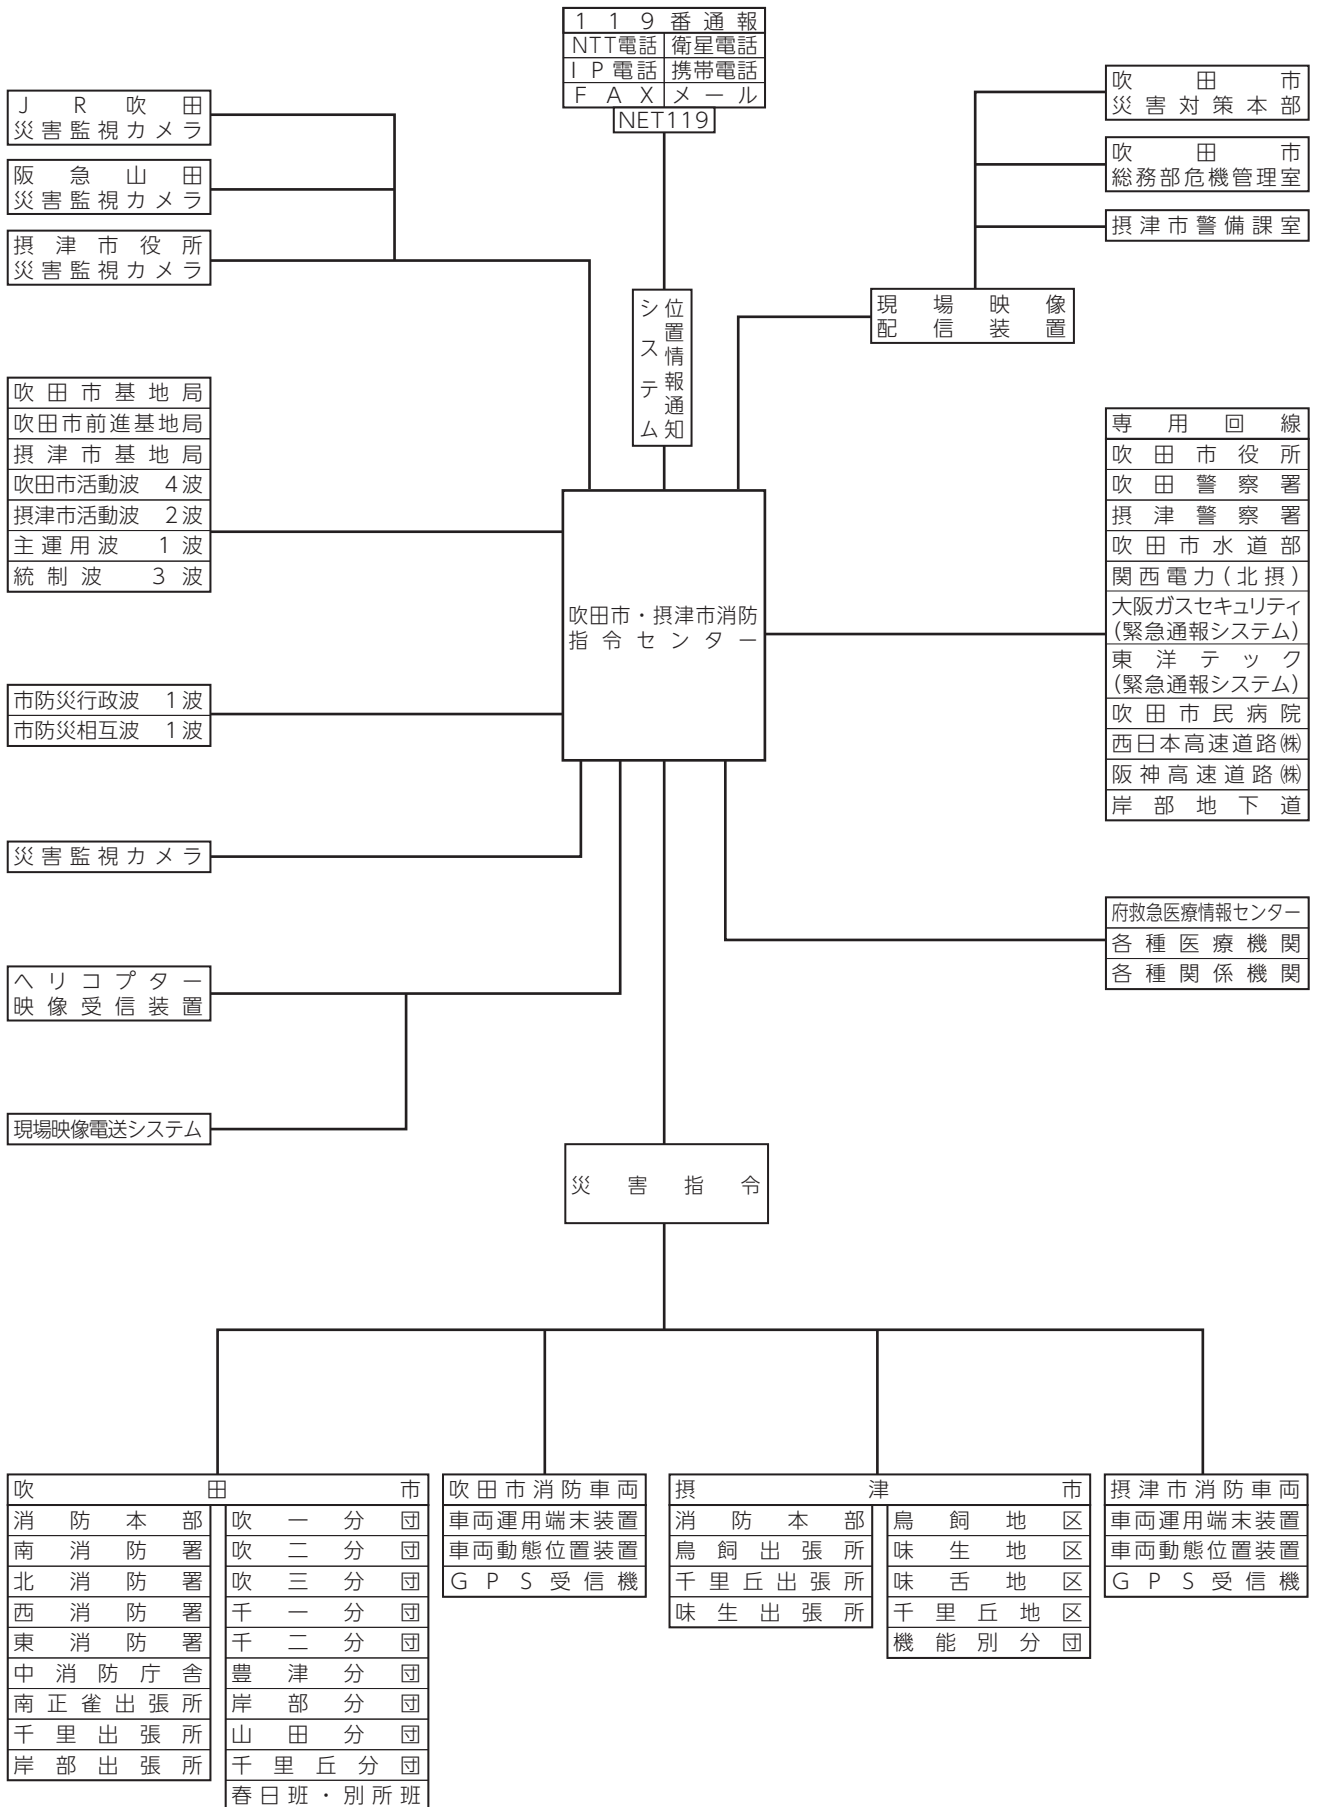 119番通報
NTT電話 衛星電話
IP電話 携帯電話
FAX メール
NET119
JR吹田
災害監視カメラ
阪急山田
災害監視カメラ
摂津市役所
災害監視カメラ
吹田市
災害対策本部
吹田市
総務部危機管理室
摂津市警備課室
現場映像
配信装置
位置情報通知
システム
吹田市基地局
吹田市前進基地局
摂津市基地局
吹田市活動波 4波
摂津市活動波 2波
主運用波 1波
統制波 3波
市防災行政波 1波
市防災相互波 1波
災害監視カメラ
ヘリコプター
映像受信装置
現場映像電送システム
吹田市・摂津市消防
指令センター
専用回線
吹田市役所
吹田警察署
摂津警察署
吹田市水道部
関西電力(北摂)
大阪ガスセキュリティ
(緊急通報システム)
東洋テック
(緊急通報システム)
吹田市民病院
西日本高速道路㈱
阪神高速道路㈱
岸部地下道
府救急医療情報センター
各種医療機関
各種関係機関
災害指令
吹田市
消防本部
南消防署
北消防署
西消防署
東消防署
中消防庁舎
南正雀出張所
千里出張所
岸部出張所
吹一分団
吹二分団
吹三分団
千一分団
千二分団
豊津分団
岸部分団
山田分団
千里丘分団
春日班・別所班
吹田市消防車両
車両運用端末装置
車両動態位置装置
GPS受信機
摂津市
消防本部
鳥飼出張所
千里丘出張所
味生出張所
鳥飼地区
味生地区
味舌地区
千里丘地区
機能別分団
摂津市消防車両
車両運用端末装置
車両動態位置装置
GPS受信機